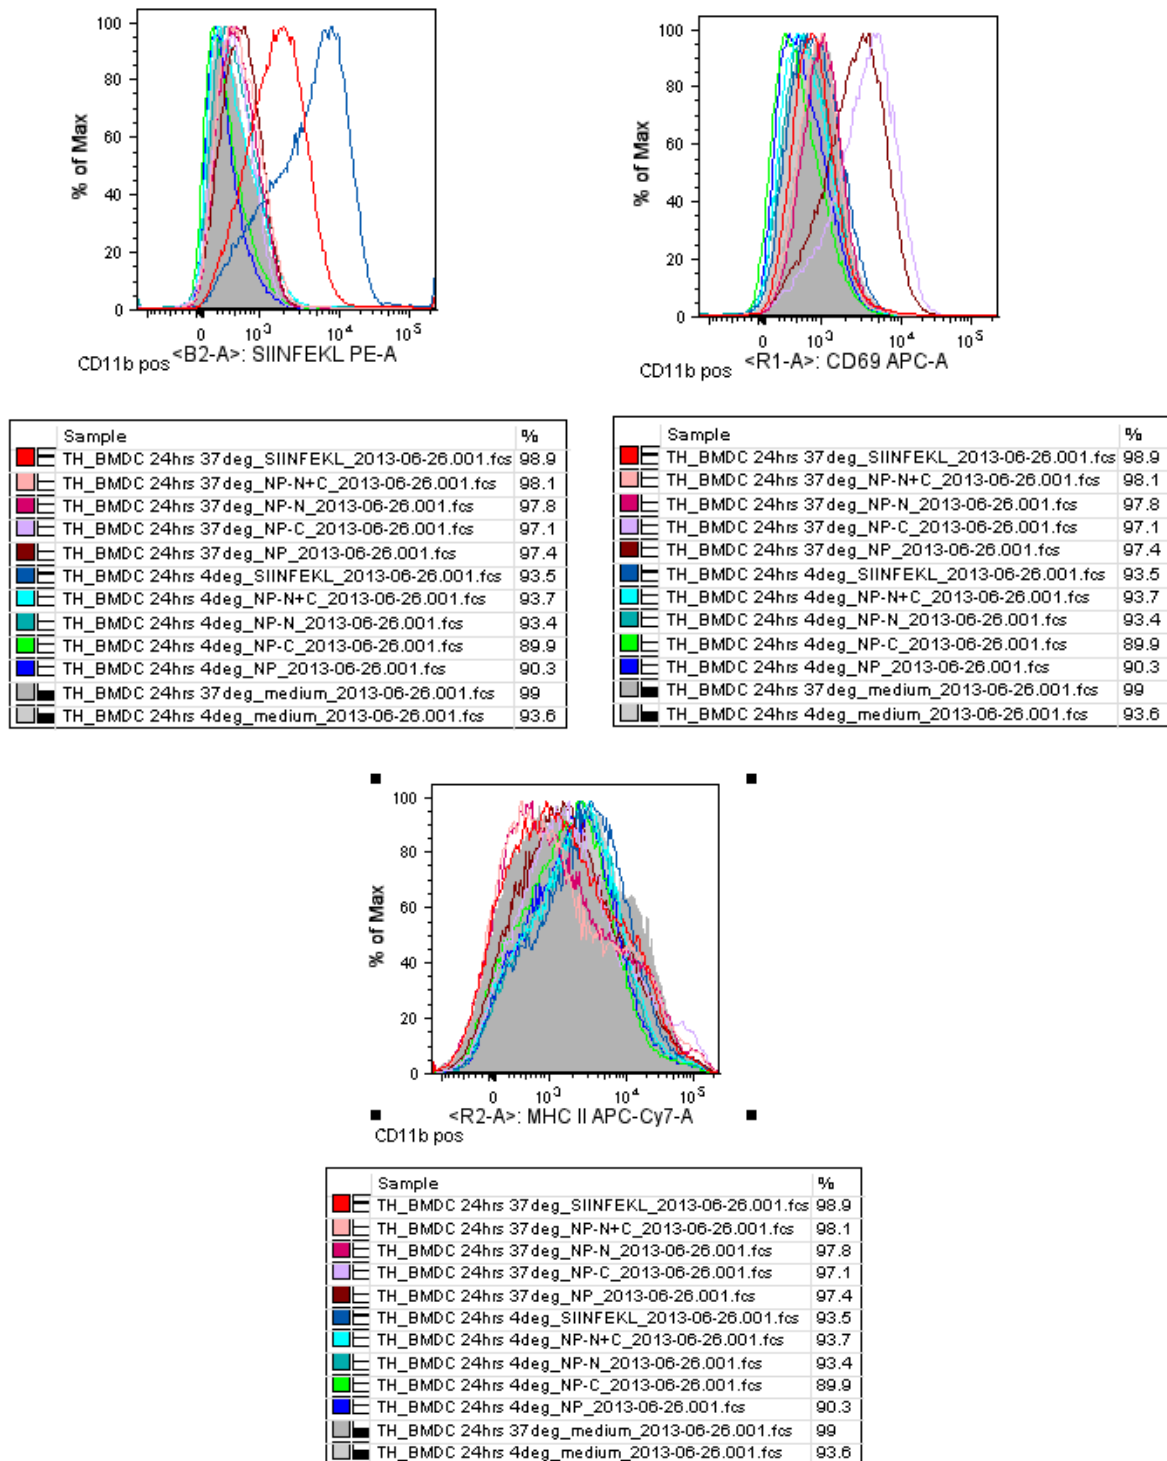 100
80
60
40
20
0
% of Max
0 10^3 10^4 10^5
<B2-A>: SIINFEKL PE-A
CD11b pos
100
80
60
40
20
0
% of Max
0 10^3 10^4 10^5
<R1-A>: CD69 APC-A
CD11b pos
Sample %
TH_BMDC 24hrs 37deg_SIINFEKL_2013-06-26.001.fcs 98.9
TH_BMDC 24hrs 37deg_NP-N+C_2013-06-26.001.fcs 98.1
TH_BMDC 24hrs 37deg_NP-N_2013-06-26.001.fcs 97.8
TH_BMDC 24hrs 37deg_NP-C_2013-06-26.001.fcs 97.1
TH_BMDC 24hrs 37deg_NP_2013-06-26.001.fcs 97.4
TH_BMDC 24hrs 4deg_SIINFEKL_2013-06-26.001.fcs 93.5
TH_BMDC 24hrs 4deg_NP-N+C_2013-06-26.001.fcs 93.7
TH_BMDC 24hrs 4deg_NP-N_2013-06-26.001.fcs 93.4
TH_BMDC 24hrs 4deg_NP-C_2013-06-26.001.fcs 89.9
TH_BMDC 24hrs 4deg_NP_2013-06-26.001.fcs 90.3
TH_BMDC 24hrs 37deg_medium_2013-06-26.001.fcs 99
TH_BMDC 24hrs 4deg_medium_2013-06-26.001.fcs 93.6
Sample %
TH_BMDC 24hrs 37deg_SIINFEKL_2013-06-26.001.fcs 98.9
TH_BMDC 24hrs 37deg_NP-N+C_2013-06-26.001.fcs 98.1
TH_BMDC 24hrs 37deg_NP-N_2013-06-26.001.fcs 97.8
TH_BMDC 24hrs 37deg_NP-C_2013-06-26.001.fcs 97.1
TH_BMDC 24hrs 37deg_NP_2013-06-26.001.fcs 97.4
TH_BMDC 24hrs 4deg_SIINFEKL_2013-06-26.001.fcs 93.5
TH_BMDC 24hrs 4deg_NP-N+C_2013-06-26.001.fcs 93.7
TH_BMDC 24hrs 4deg_NP-N_2013-06-26.001.fcs 93.4
TH_BMDC 24hrs 4deg_NP-C_2013-06-26.001.fcs 89.9
TH_BMDC 24hrs 4deg_NP_2013-06-26.001.fcs 90.3
TH_BMDC 24hrs 37deg_medium_2013-06-26.001.fcs 99
TH_BMDC 24hrs 4deg_medium_2013-06-26.001.fcs 93.6
100
80
60
40
20
0
% of Max
0 10^3 10^4 10^5
<R2-A>: MHC II APC-Cy7-A
CD11b pos
Sample %
TH_BMDC 24hrs 37deg_SIINFEKL_2013-06-26.001.fcs 98.9
TH_BMDC 24hrs 37deg_NP-N+C_2013-06-26.001.fcs 98.1
TH_BMDC 24hrs 37deg_NP-N_2013-06-26.001.fcs 97.8
TH_BMDC 24hrs 37deg_NP-C_2013-06-26.001.fcs 97.1
TH_BMDC 24hrs 37deg_NP_2013-06-26.001.fcs 97.4
TH_BMDC 24hrs 4deg_SIINFEKL_2013-06-26.001.fcs 93.5
TH_BMDC 24hrs 4deg_NP-N+C_2013-06-26.001.fcs 93.7
TH_BMDC 24hrs 4deg_NP-N_2013-06-26.001.fcs 93.4
TH_BMDC 24hrs 4deg_NP-C_2013-06-26.001.fcs 89.9
TH_BMDC 24hrs 4deg_NP_2013-06-26.001.fcs 90.3
TH_BMDC 24hrs 37deg_medium_2013-06-26.001.fcs 99
TH_BMDC 24hrs 4deg_medium_2013-06-26.001.fcs 93.6